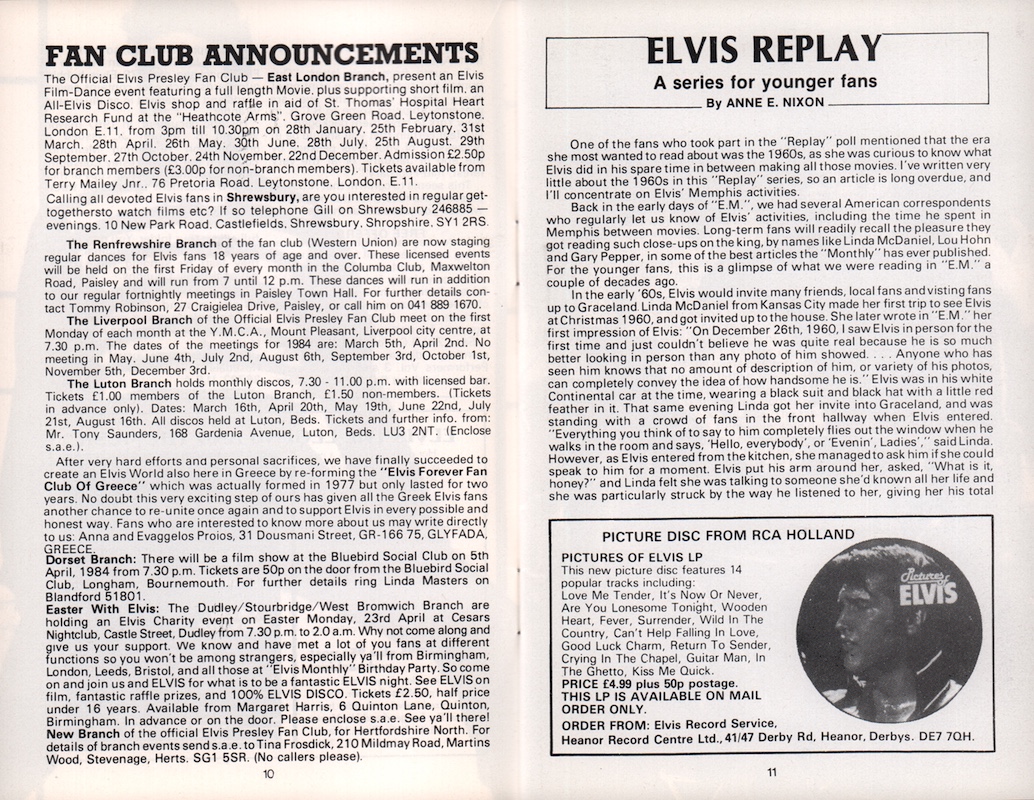 FAN CLUB ANNOUNCEMENTS
The Official Elvis Presley Fan Club — East London Branch, present an Elvis
Film-Dance event featuring a full length Movie. plus supporting short film. an
All-Elvis Disco. Elvis shop and raffle in aid of St. Thomas' Hospital Heart
Research Fund at the "Heathcote Arms". Grove Green Road. Leytonstone.
London E.11. from 3pm till 10.30pm on 28th January. 25th February. 31st
March. 28th April. 26th May. 30th June. 28th July. 25th August. 29th
September. 27th October. 24th November. 22nd December. Admission £2.50p
for branch members (£3.00p for non-branch members). Tickets available from
Terry Mailey Jnr.. 76 Pretoria Road. Leytonstone. London. E.11.
Calling all devoted Elvis fans in Shrewsbury, are you interested in regular get-
togethersto watch films etc? If so telephone Gill on Shrewsbury 246885 —
evenings. 10 New Park Road, Castlefields, Shrewsbury. Shropshire. SY1 2RS.
The Renfrewshire Branch of the fan club (Western Union) are now staging
regular dances for Elvis fans 18 years of age and over. These licensed events
will be held on the first Friday of every month in the Columba Club, Maxwelton
Road, Paisley and will run from 7 until 12 p.m. These dances will run in addition
to our regular fortnightly meetings in Paisley Town Hall. For further details con-
tact Tommy Robinson, 27 Craigielea Drive, Paisley, or call him on 041 889 1670.
The Liverpool Branch of the Official Elvis Presley Fan Club meet on the first
Monday of each month at the Y.M.C.A., Mount Pleasant, Liverpool city centre, at
7.30 p.m. The dates of the meetings for 1984 are: March 5th, April 2nd. No
meeting in May. June 4th, July 2nd, August 6th, September 3rd, October 1st,
November 5th, December 3rd.
The Luton Branch holds monthly discos, 7.30 - 11.00 p.m. with licensed bar.
Tickets £1.00 members of the Luton Branch, £1.50 non-members. (Tickets
in advance only). Dates: March 16th, April 20th, May 19th, June 22nd, July
21st, August 16th. All discos held at Luton, Beds. Tickets and further info. from:
Mr. Tony Saunders, 168 Gardenia Avenue, Luton, Beds. LU3 2NT. (Enclose
s.a.e.).
After very hard efforts and personal sacrifices, we have finally succeeded to
create an Elvis World also here in Greece by re-forming the "Elvis Forever Fan
Club Of Greece" which was actually formed in 1977 but only lasted for two
years. No doubt this very exciting step of ours has given all the Greek Elvis fans
another chance to re-unite once again and to support Elvis in every possible and
honest way. Fans who are interested to know more about us may write directly
to us: Anna and Evaggelos Proios, 31 Dousmani Street, GR-166 75, GLYFADA,
GREECE.
Dorset Branch: There will be a film show at the Bluebird Social Club on 5th
April, 1984 from 7.30 p.m. Tickets are 50p on the door from the Bluebird Social
Club, Longham, Bournemouth. For further details ring Linda Masters on
Blandford 51801.
Easter With Elvis: The Dudley/Stourbridge/West Bromwich Branch are
holding an Elvis Charity event on Easter Monday, 23rd April at Cesars
Nightclub, Castle Street, Dudley from 7.30 p.m. to 2.0 a.m. Why not come along and
give us your support. We know and have met a lot of you fans at different
functions so you won't be among strangers, especially ya'll from Birmingham,
London, Leeds, Bristol, and all those at "Elvis Monthly" Birthday Party. So come
on and join us and ELVIS for what is to be a fantastic ELVIS night. See ELVIS on
film, fantastic raffle prizes, and 100% ELVIS DISCO. Tickets £2.50, half price
under 16 years. Available from Margaret Harris, 6 Quinton Lane, Quinton,
Birmingham. In advance or on the door. Please enclose s.a.e. See ya'll there!
New Branch of the official Elvis Presley Fan Club, for Hertfordshire North. For
details of branch events send s.a.e. to Tina Frosdick, 210 Mildmay Road, Martins
Wood, Stevenage, Herts. SG1 5SR. (No callers please).
10
ELVIS REPLAY
A series for younger fans
By ANNE E. NIXON
One of the fans who took part in the "Replay" poll mentioned that the era
she most wanted to read about was the 1960s, as she was curious to know what
Elvis did in his spare time in between making all those movies. I've written very
little about the 1960s in this "Replay" series, so an article is long overdue, and
I'll concentrate on Elvis' Memphis activities.
Back in the early days of "E.M.", we had several American correspondents
who regularly let us know of Elvis' activities, including the time he spent in
Memphis between movies. Long-term fans will readily recall the pleasure they
got reading such close-ups on the king, by names like Linda McDaniel, Lou Hohn
and Gary Pepper, in some of the best articles the "Monthly" has ever published.
For the younger fans, this is a glimpse of what we were reading in "E.M." a
couple of decades ago.
In the early '60s, Elvis would invite many friends, local fans and visting fans
up to Graceland. Linda McDaniel from Kansas City made her first trip to see Elvis
at Christmas 1960, and got invited up to the house. She later wrote in "E.M." her
first impression of Elvis: "On December 26th, 1960, I saw Elvis in person for the
first time and just couldn't believe he was quite real because he is so much
better looking in person than any photo of him showed. . . . Anyone who has
seen him knows that no amount of description of him, or variety of his photos,
can completely convey the idea of how handsome he is." Elvis was in his white
Continental car at the time, wearing a black suit and black hat with a little red
feather in it. That same evening Linda got her invite into Graceland, and was
standing with a crowd of fans in the front hallway when Elvis entered.
"Everything you think of to say to him completely flies out the window when he
walks in the room and says, 'Hello, everybody', or 'Evenin', Ladies'," said Linda.
However, as Elvis entered from the kitchen, she managed to ask him if she could
speak to him for a moment. Elvis put his arm around her, asked, "What is it,
honey?" and Linda felt she was talking to someone she'd known all her life and
she was particularly struck by the way he listened to her, giving her his total
PICTURE DISC FROM RCA HOLLAND
PICTURES OF ELVIS LP
This new picture disc features 14
popular tracks including:
Love Me Tender, It's Now Or Never,
Are You Lonesome Tonight, Wooden
Heart, Fever, Surrender, Wild In The
Country, Can't Help Falling In Love,
Good Luck Charm, Return To Sender,
Crying In The Chapel, Guitar Man, In
The Ghetto, Kiss Me Quick.
PRICE £4.99 plus 50p postage.
THIS LP IS AVAILABLE ON MAIL
ORDER ONLY.
ORDER FROM: Elvis Record Service,
Heanor Record Centre Ltd., 41/47 Derby Rd, Heanor, Derbys. DE7 7QH.
Pictures of
ELVIS
11